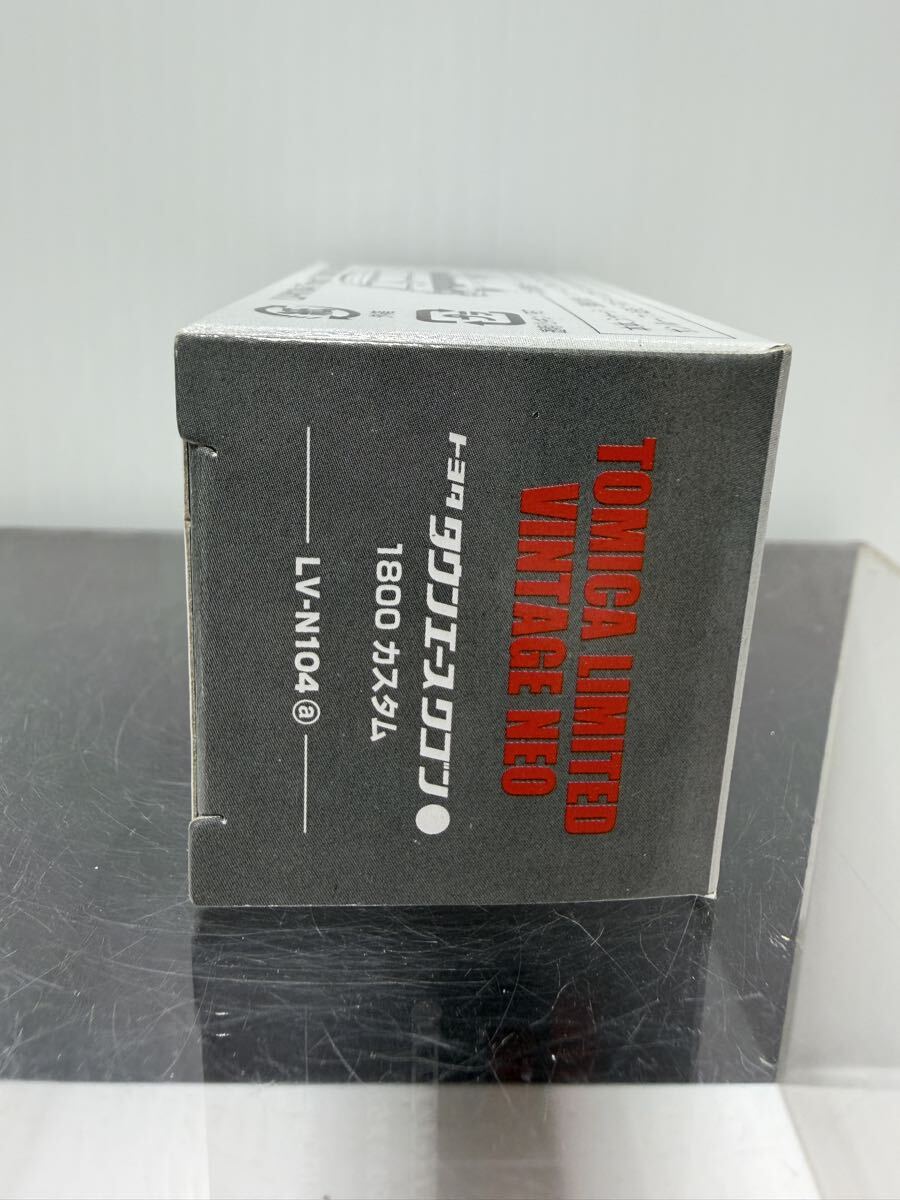 TOMICA LIMITED
VINTAGE NEO
トヨタ タウンエースワゴン●
1800 カスタム
LV-N104 ⓐ